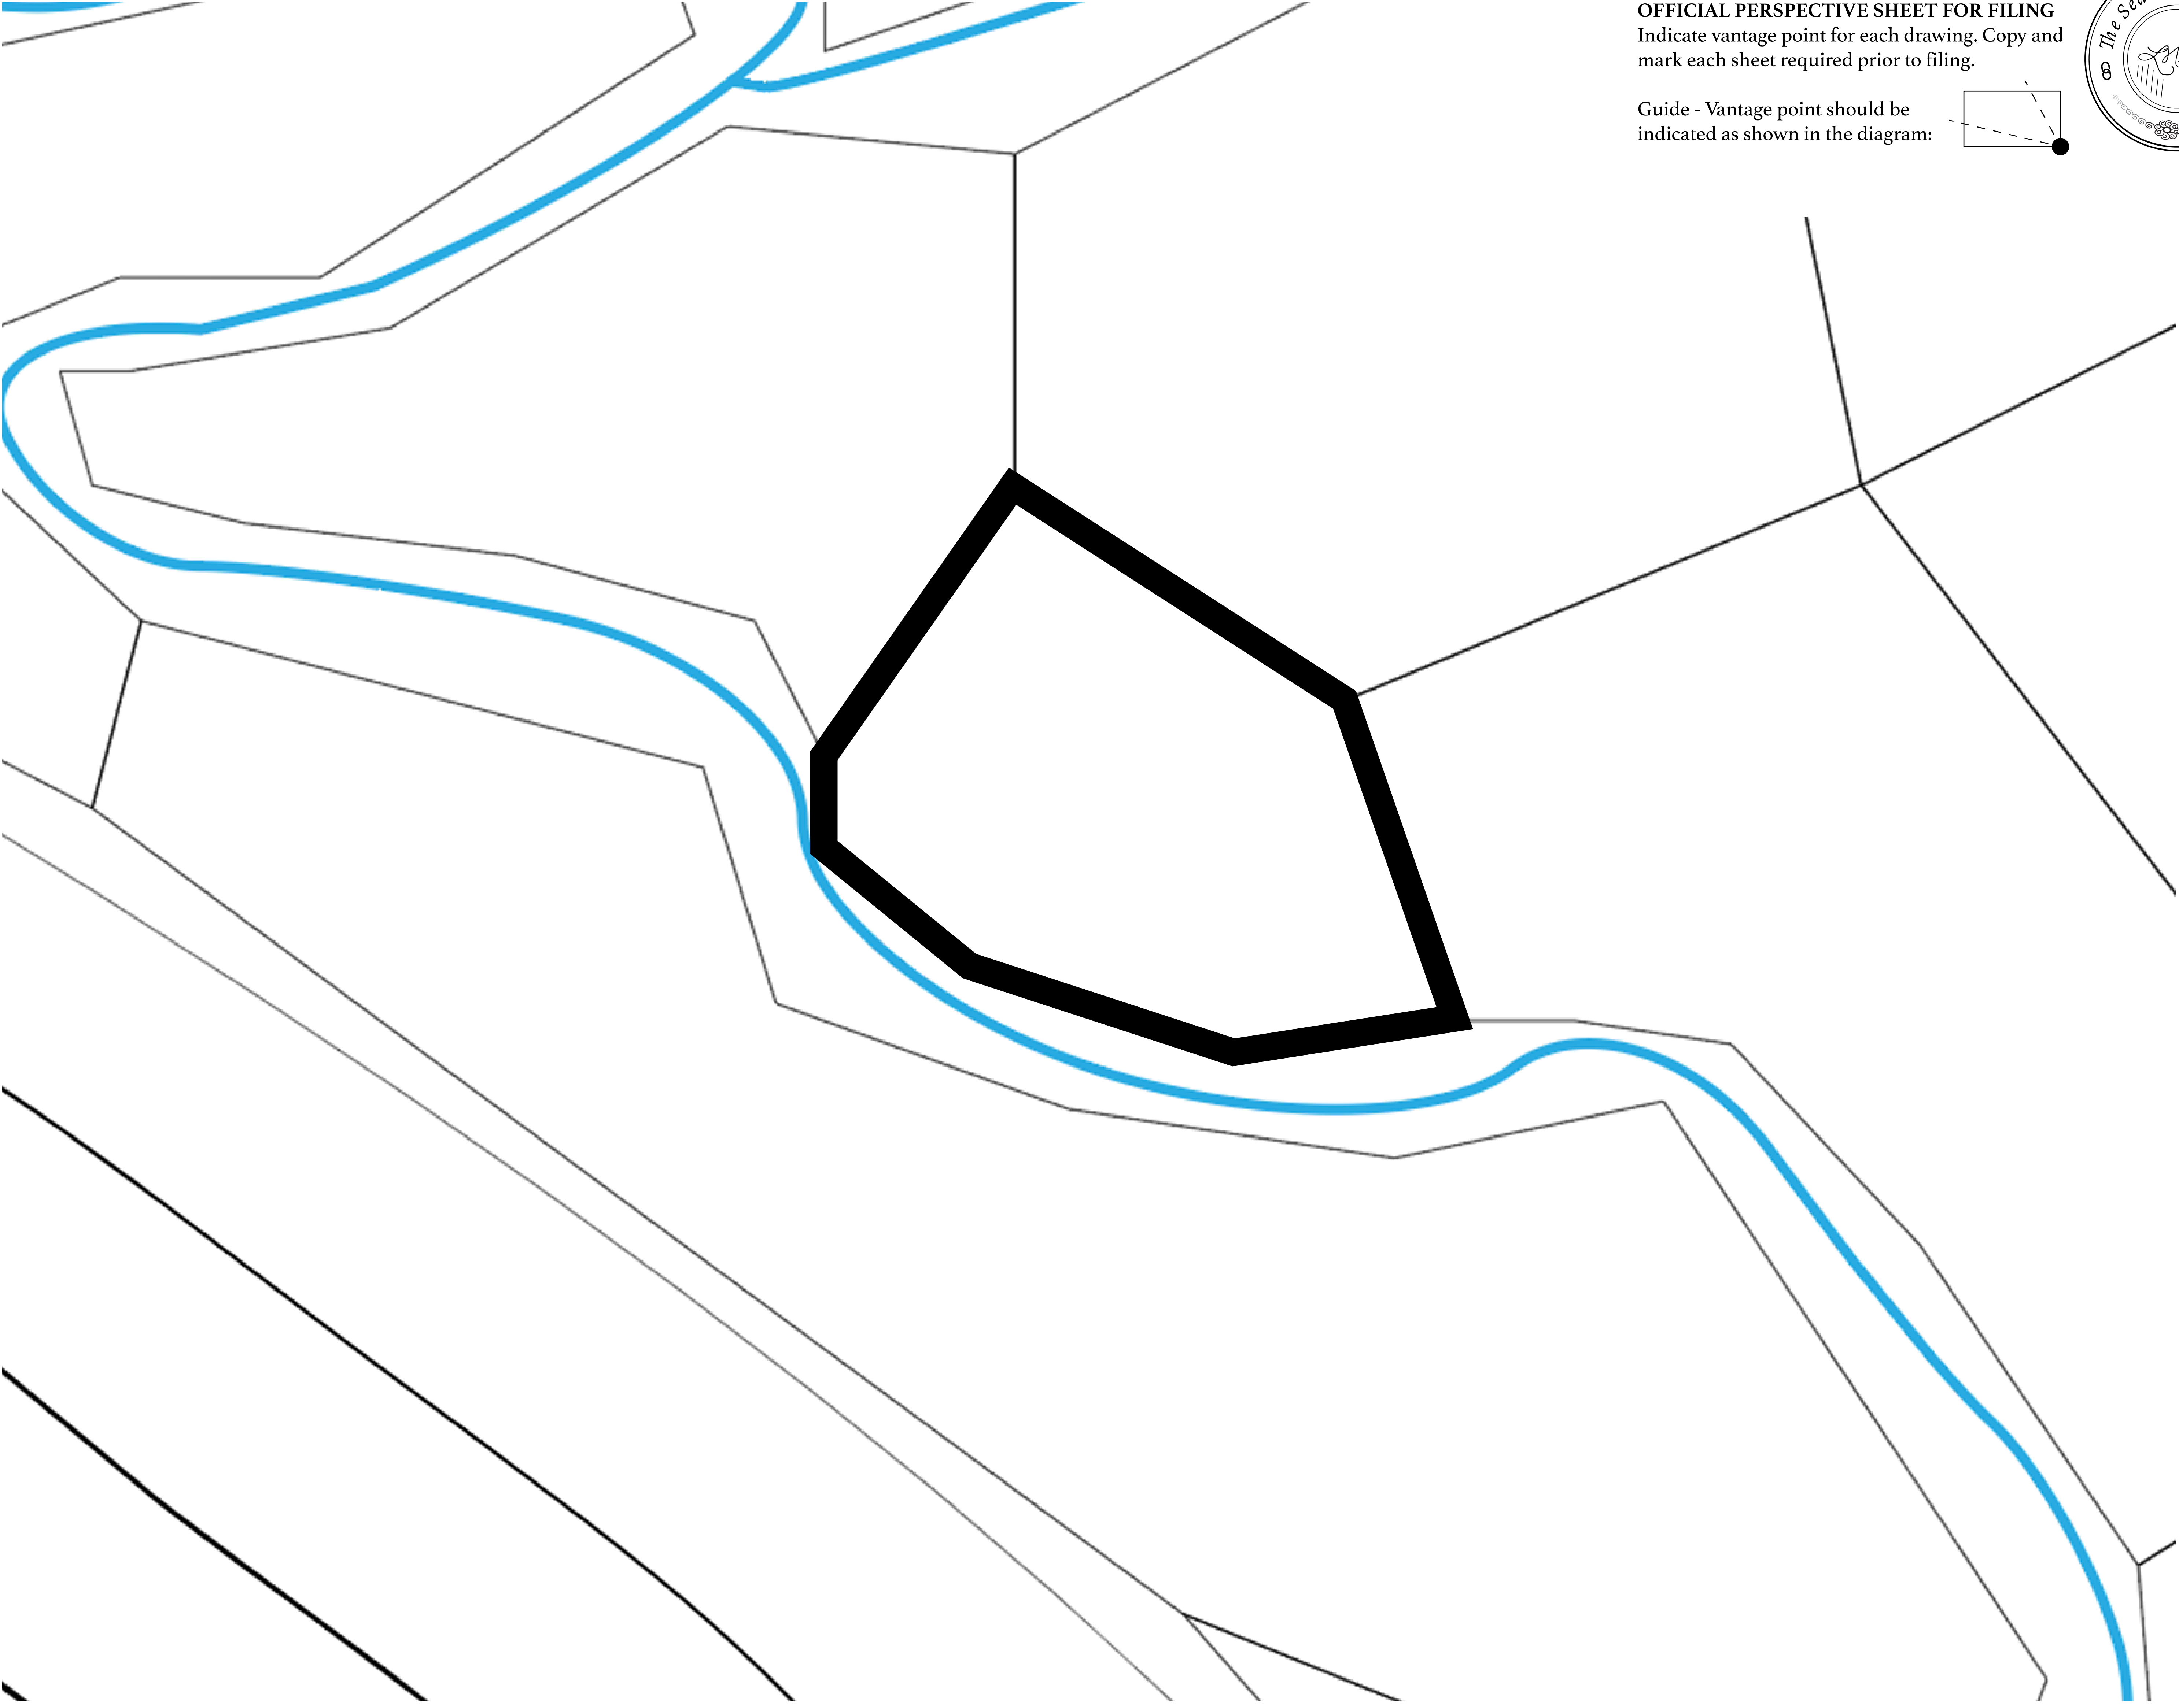 OFFICIAL PERSPECTIVE SHEET FOR FILING
Indicate vantage point for each drawing. Copy and
mark each sheet required prior to filing.
Guide - Vantage point should be
indicated as shown in the diagram:
The